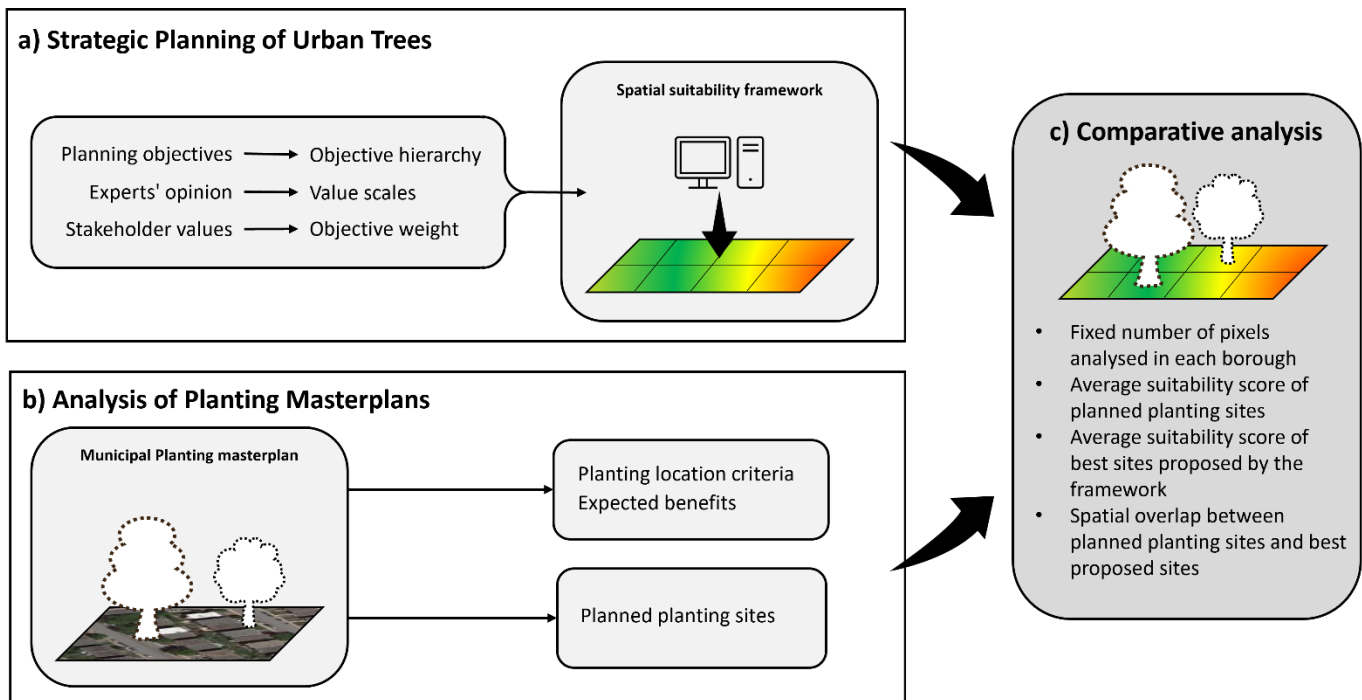 a) Strategic Planning of Urban Trees
Planning objectives
Objective hierarchy
Experts' opinion
Value scales
Stakeholder values
Objective weight
Spatial suitability framework
b) Analysis of Planting Masterplans
Municipal Planting masterplan
Planting location criteria
Expected benefits
Planned planting sites
c) Comparative analysis
• Fixed number of pixels
analysed in each borough
• Average suitability score of
planned planting sites
• Average suitability score of
best sites proposed by the
framework
• Spatial overlap between
planned planting sites and best
proposed sites